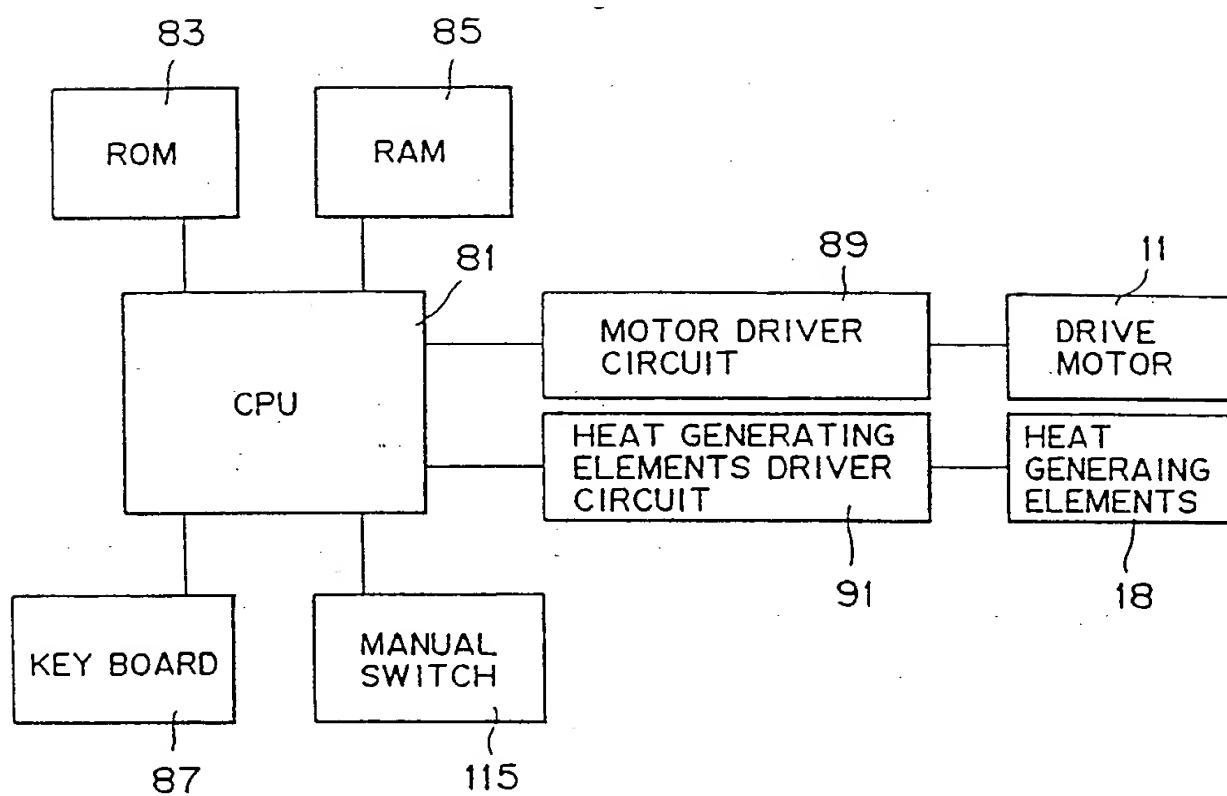 83
85
ROM
RAM
81
89
11
MOTOR DRIVER
CIRCUIT
DRIVE
MOTOR
CPU
HEAT GENERATING
ELEMENTS DRIVER
CIRCUIT
HEAT
GENERAING
ELEMENTS
91
18
KEY BOARD
MANUAL
SWITCH
87
115